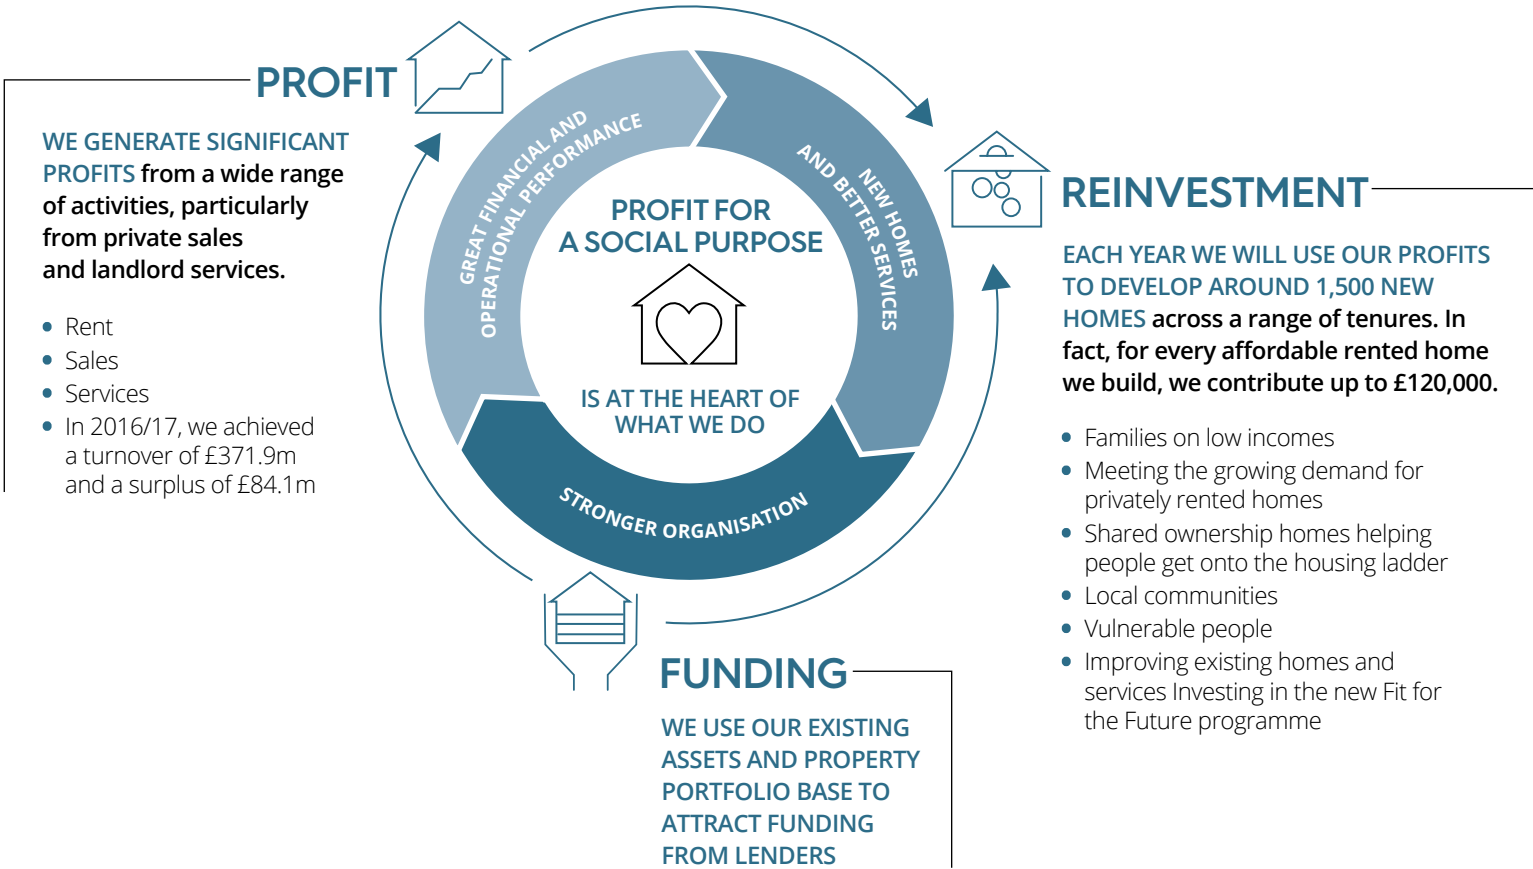 PROFIT
WE GENERATE SIGNIFICANT
PROFITS from a wide range
of activities, particularly
from private sales
and landlord services.
• Rent
• Sales
• Services
• In 2016/17, we achieved
a turnover of £371.9m
and a surplus of £84.1m
GREAT FINANCIAL AND
OPERATIONAL PERFORMANCE
NEW HOMES
AND BETTER SERVICES
STRONGER ORGANISATION
PROFIT FOR
A SOCIAL PURPOSE
IS AT THE HEART OF
WHAT WE DO
REINVESTMENT
EACH YEAR WE WILL USE OUR PROFITS
TO DEVELOP AROUND 1,500 NEW
HOMES across a range of tenures. In
fact, for every affordable rented home
we build, we contribute up to £120,000.
• Families on low incomes
• Meeting the growing demand for
privately rented homes
• Shared ownership homes helping
people get onto the housing ladder
• Local communities
• Vulnerable people
• Improving existing homes and
services Investing in the new Fit for
the Future programme
FUNDING
WE USE OUR EXISTING
ASSETS AND PROPERTY
PORTFOLIO BASE TO
ATTRACT FUNDING
FROM LENDERS